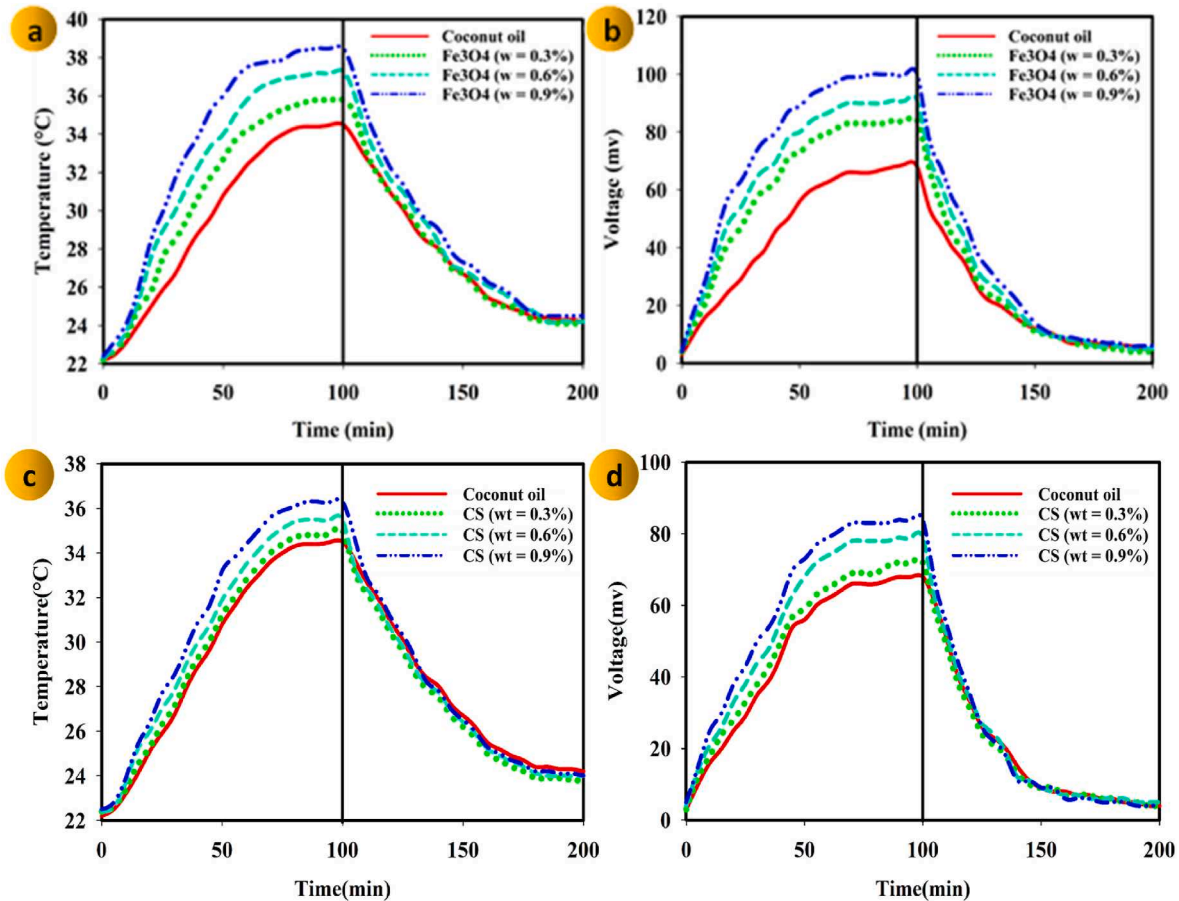 a
40
38
36
34
32
30
28
26
24
22
Temperature (°C)
Coconut oil
Fe3O4 (w = 0.3%)
Fe3O4 (w = 0.6%)
Fe3O4 (w = 0.9%)
0
50
100
150
200
Time (min)
b
120
100
80
60
40
20
0
Voltage (mv)
Coconut oil
Fe3O4 (w = 0.3%)
Fe3O4 (w = 0.6%)
Fe3O4 (w = 0.9%)
0
50
100
150
200
Time (min)
c
38
36
34
32
30
28
26
24
22
Temperature(°C)
Coconut oil
CS (wt = 0.3%)
CS (wt = 0.6%)
CS (wt = 0.9%)
0
50
100
150
200
Time(min)
d
100
80
60
40
20
0
Voltage(mv)
Coconut oil
CS (wt = 0.3%)
CS (wt = 0.6%)
CS (wt = 0.9%)
0
50
100
150
200
Time(min)